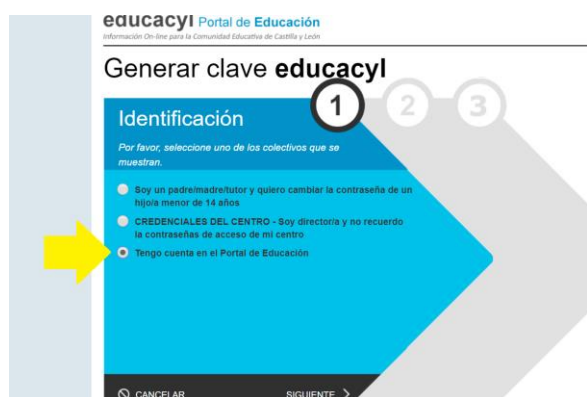 educacyl Portal de Educación
Información On-line para la Comunidad Educativa de Castilla y León
Generar clave educacyl
1 2 3
Identificación
Por favor, seleccione uno de los colectivos que se
muestran.
Soy un padre/madre/tutor y quiero cambiar la contraseña de un
hijo/a menor de 14 años
CREDENCIALES DEL CENTRO - Soy director/a y no recuerdo
la contraseñas de acceso de mi centro
Tengo cuenta en el Portal de Educación
CANCELAR SIGUIENTE >